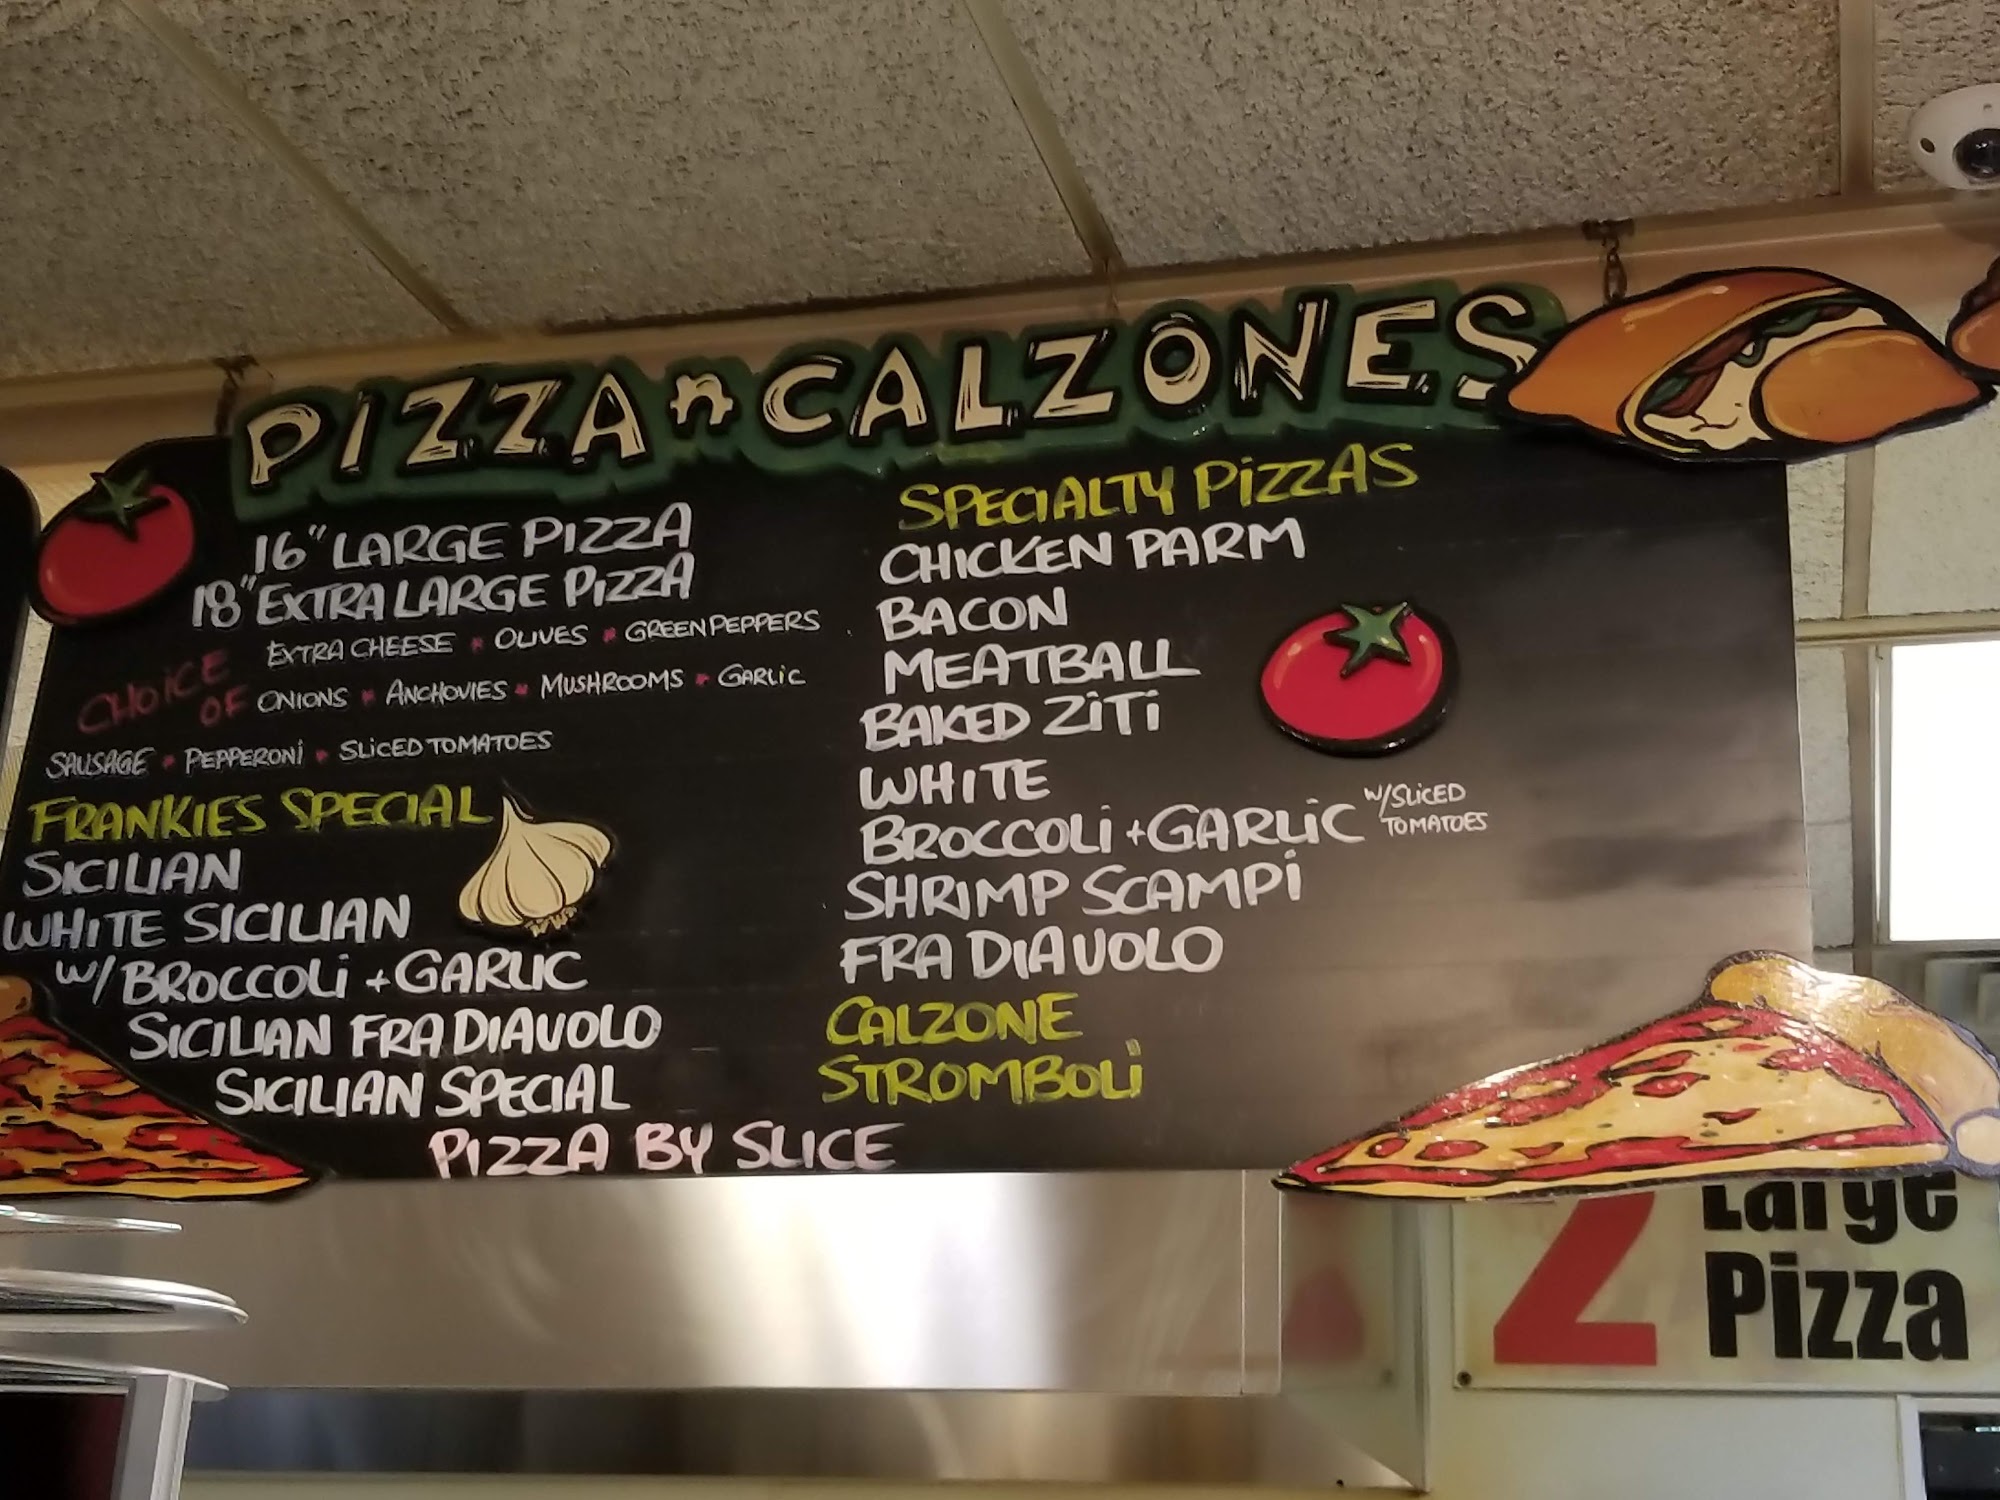 PIZZA n CALZONES
16" LARGE PIZZA
18" EXTRA LARGE PIZZA
CHOICE OF
EXTRA CHEESE * OLIVES * GREEN PEPPERS
ONIONS * ANCHOVIES * MUSHROOMS * GARLIC
SAUSAGE * PEPPERONI * SLICED TOMATOES
FRANKIES SPECIAL
SICILIAN
WHITE SICILIAN
W/ BROCCOLI + GARLIC
SICILIAN FRA DIAVOLO
SICILIAN SPECIAL
PIZZA BY SLICE
SPECIALTY PIZZAS
CHICKEN PARM
BACON
MEATBALL
BAKED ZITI
WHITE
BROCCOLI + GARLIC W/SLICED TOMATOES
SHRIMP SCAMPI
FRA DIAVOLO
CALZONE
STROMBOLI
2 Large
Pizza